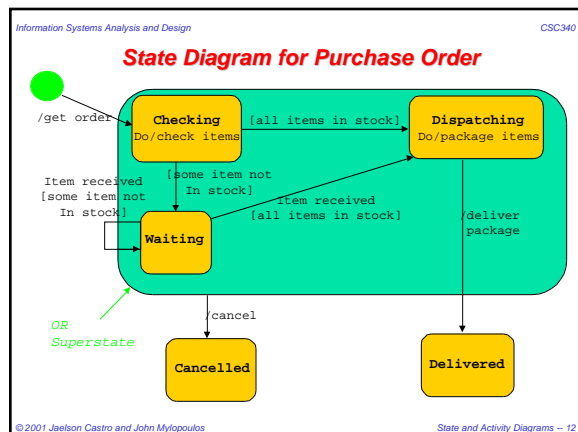 Information Systems Analysis and Design
CSC340
State Diagram for Purchase Order
/get order
Checking
Do/check items
[all items in stock]
Dispatching
Do/package items
Item received
[some item not
In stock]
[some item not
In stock]
Item received
[all items in stock]
Waiting
/deliver
package
OR
Superstate
/cancel
Cancelled
Delivered
© 2001 Jaelson Castro and John Mylopoulos
State and Activity Diagrams -- 12